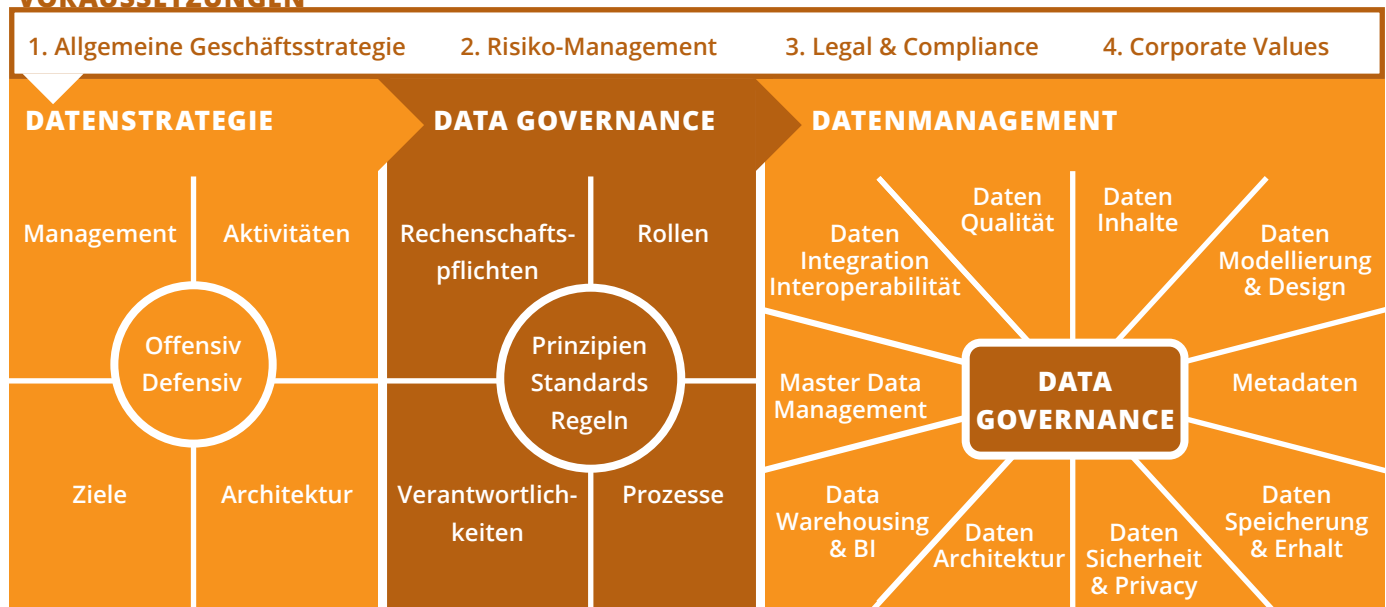 VORAUSSETZUNGEN
1. Allgemeine Geschäftsstrategie
2. Risiko-Management
3. Legal & Compliance
4. Corporate Values
DATENSTRATEGIE
Management
Aktivitäten
Offensiv
Defensiv
Ziele
Architektur
DATA GOVERNANCE
Rechenschafts-
pflichten
Rollen
Prinzipien
Standards
Regeln
Verantwortlich-
keiten
Prozesse
DATENMANAGEMENT
Daten
Integration
Interoperabilität
Daten
Qualität
Daten
Inhalte
Daten
Modellierung
& Design
Master Data
Management
DATA
GOVERNANCE
Metadaten
Data
Warehousing
& BI
Daten
Architektur
Daten
Sicherheit
& Privacy
Daten
Speicherung
& Erhalt